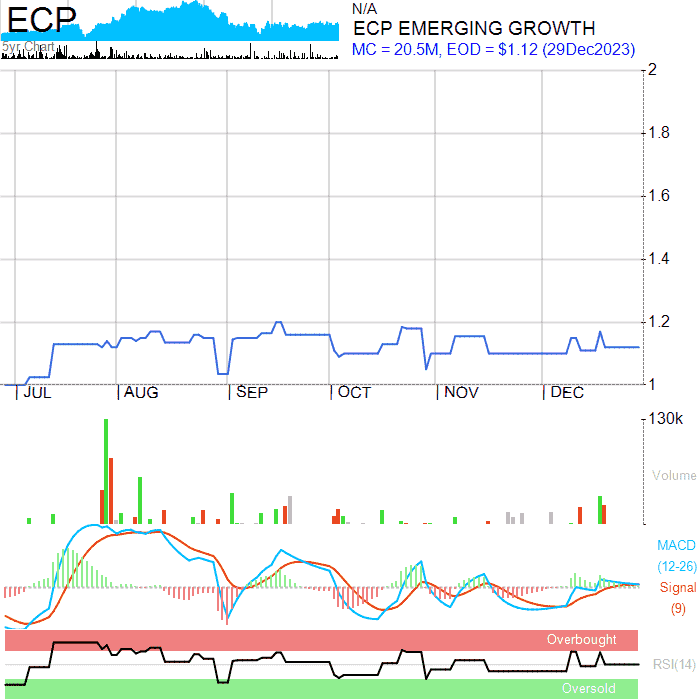 ECP
5yr Chart
N/A
ECP EMERGING GROWTH
MC = 20.5M, EOD = $1.12 (29Dec2023)
2
1.8
1.6
1.4
1.2
1
JUL AUG SEP OCT NOV DEC
130k
Volume
MACD
(12-26)
Signal
(9)
Overbought
RSI(14)
Oversold